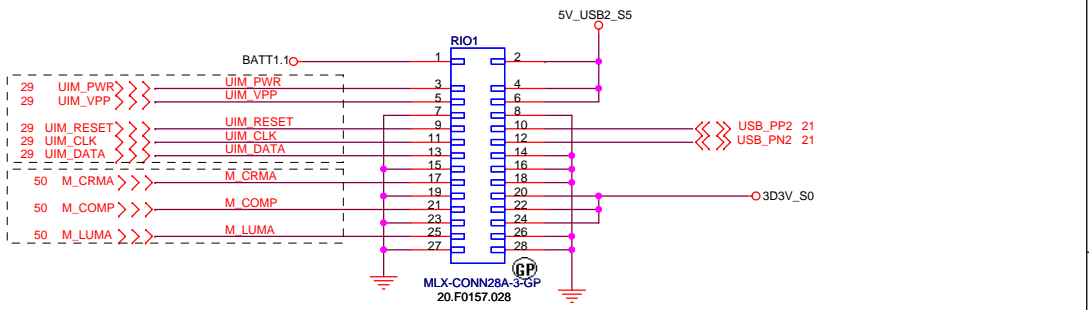 5V_USB2_S5
RIO1
BATT1.1
1 2
29 UIM_PWR UIM_PWR 3 4
29 UIM_VPP UIM_VPP 5 6
7 8
29 UIM_RESET UIM_RESET 9 10 USB_PP2 21
29 UIM_CLK UIM_CLK 11 12 USB_PN2 21
29 UIM_DATA UIM_DATA 13 14
15 16
50 M_CRMA M_CRMA 17 18
19 20 3D3V_S0
50 M_COMP M_COMP 21 22
23 24
50 M_LUMA M_LUMA 25 26
27 28
GP
MLX-CONN28A-3-GP
20.F0157.028